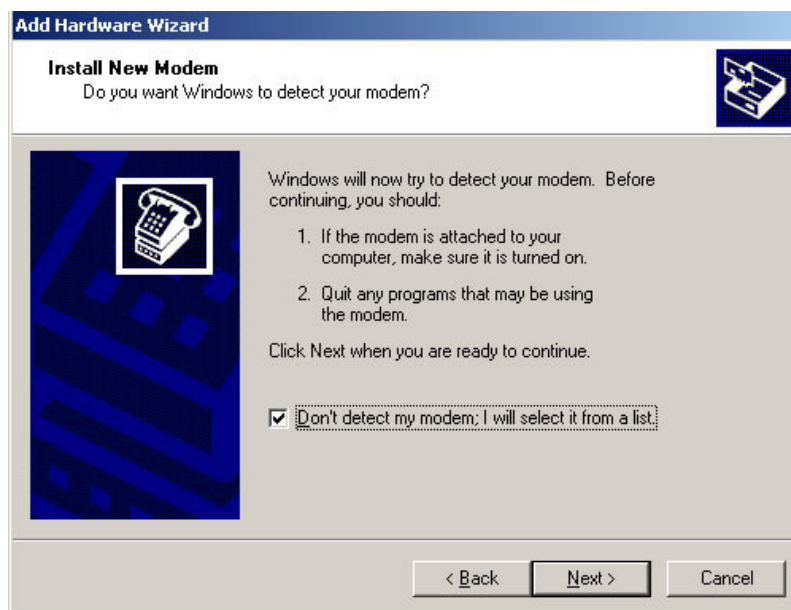 Add Hardware Wizard
Install New Modem
Do you want Windows to detect your modem?
Windows will now try to detect your modem. Before
continuing, you should:
1. If the modem is attached to your
computer, make sure it is turned on.
2. Quit any programs that may be using
the modem.
Click Next when you are ready to continue.
Don't detect my modem; I will select it from a list.
< Back
Next >
Cancel